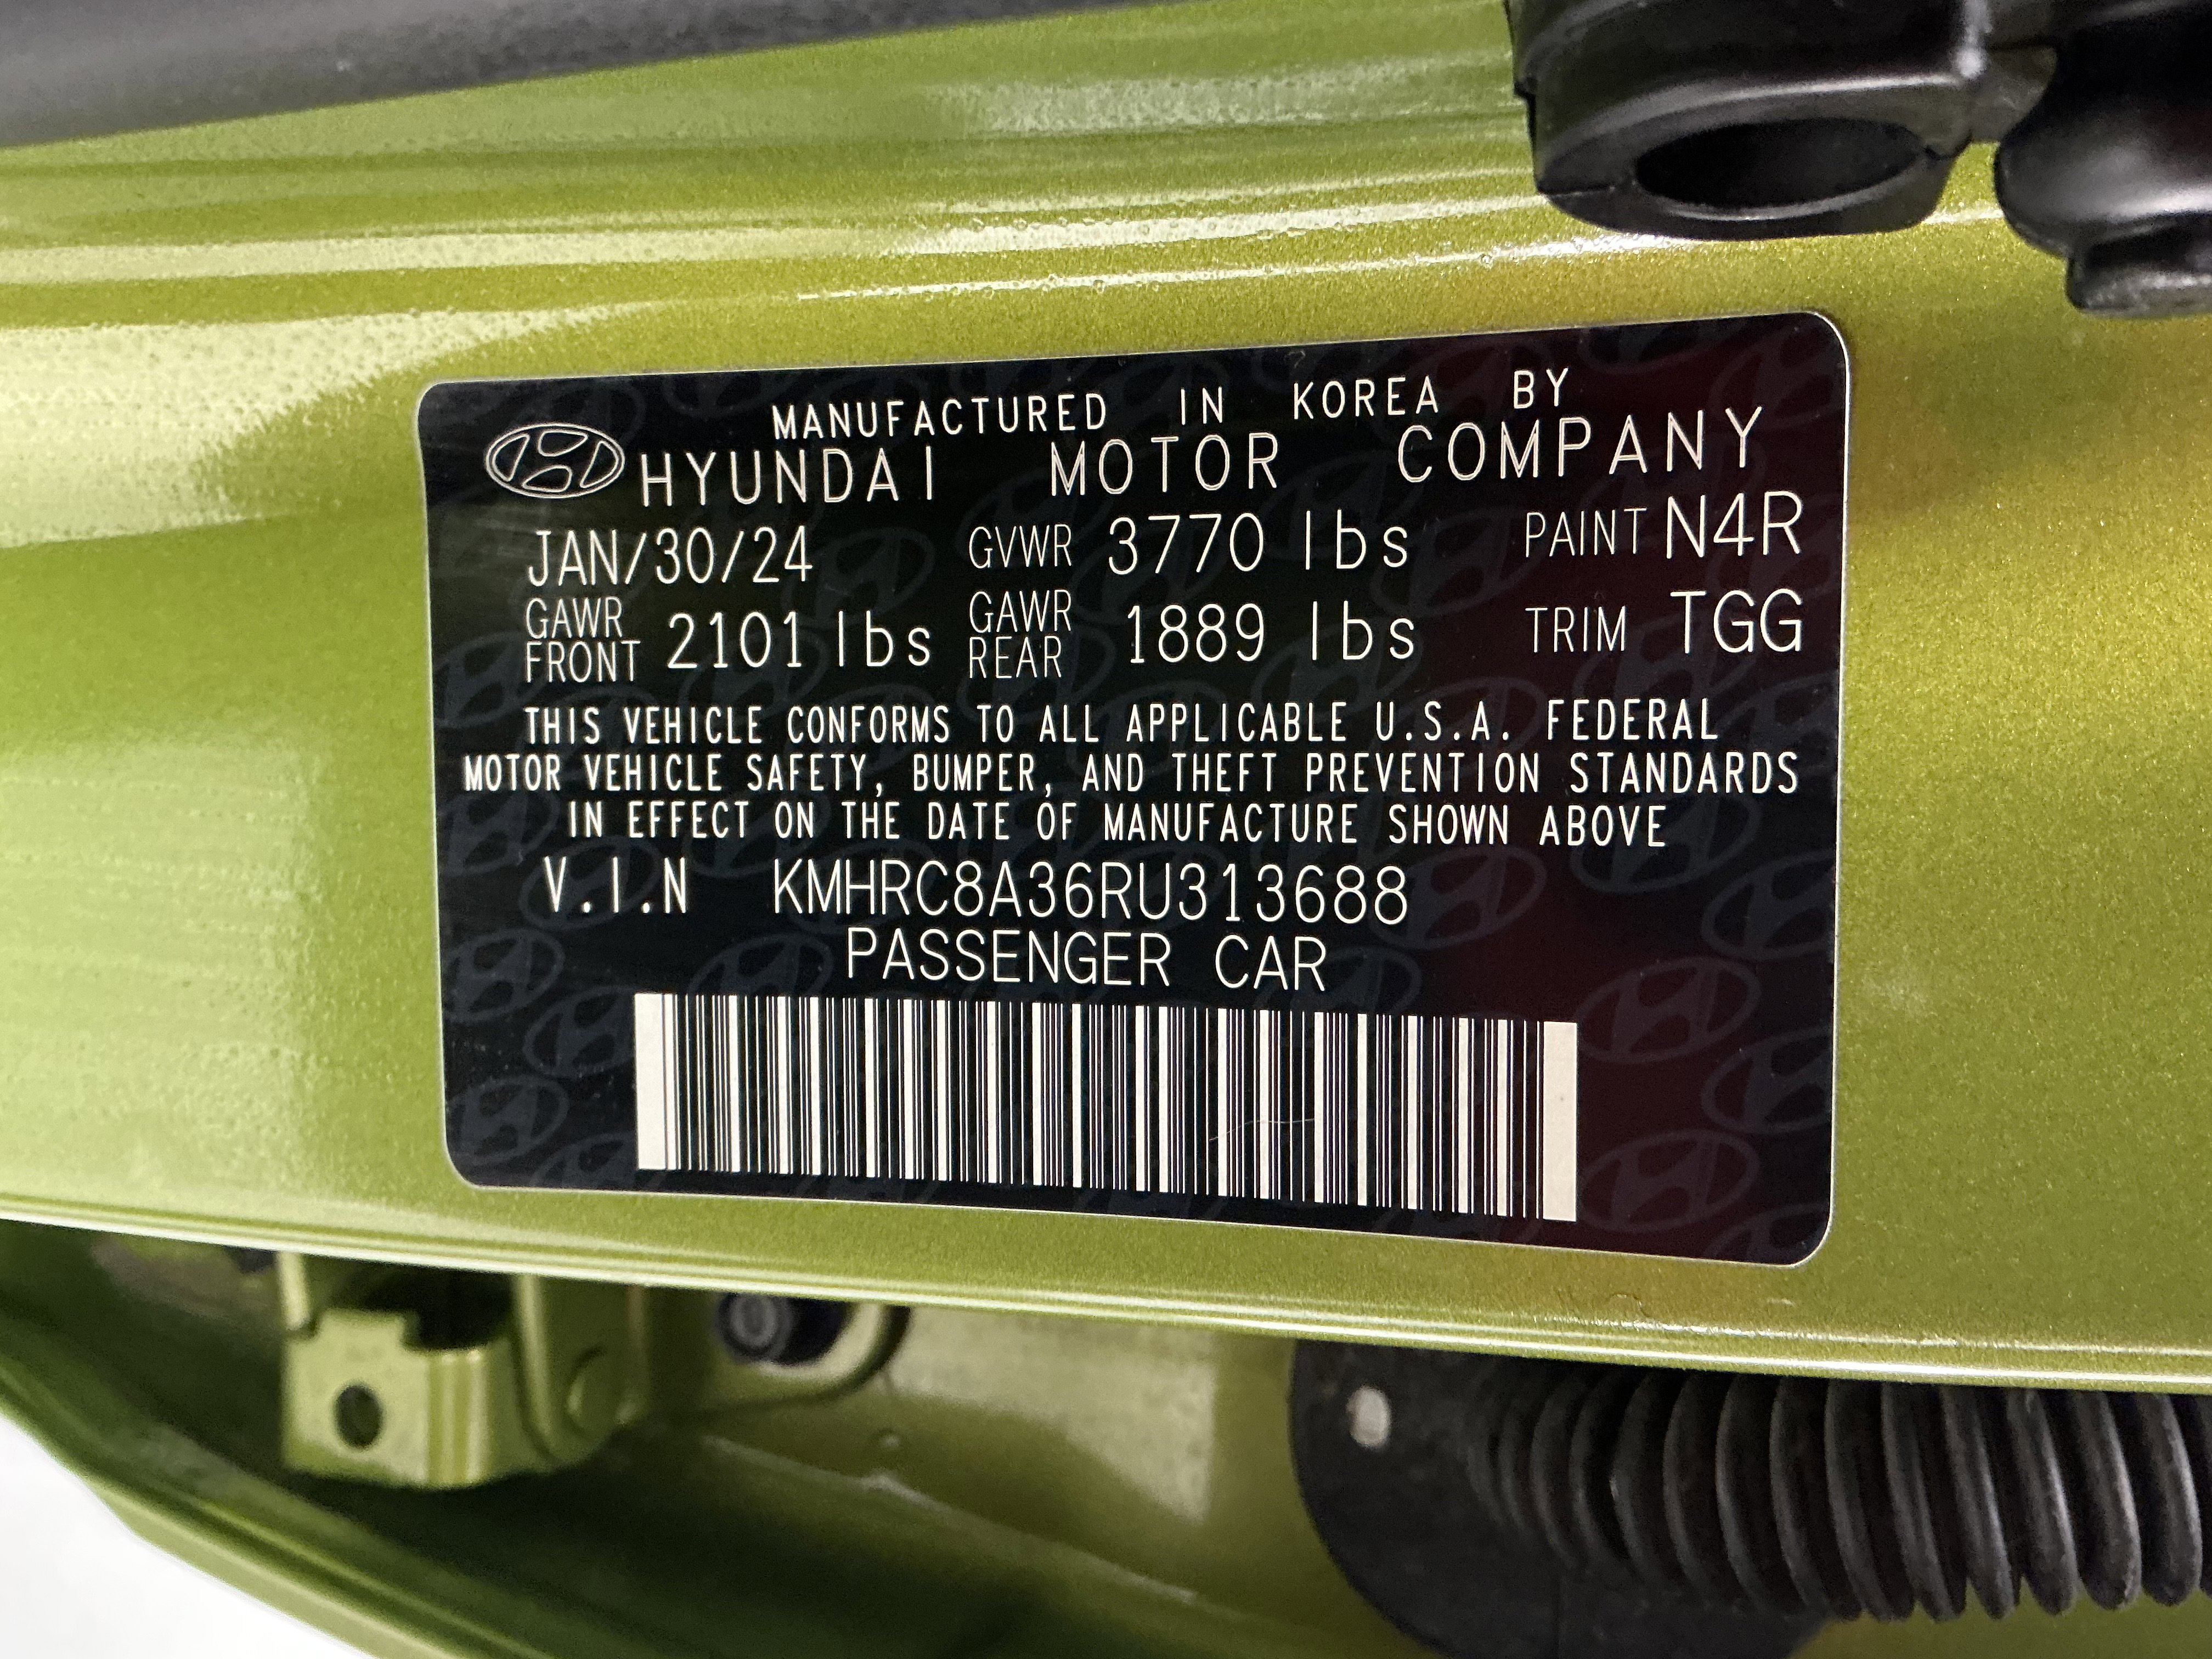 MANUFACTURED IN KOREA BY
HYUNDAI MOTOR COMPANY
JAN/30/24 GVWR 3770 lbs PAINT N4R
GAWR FRONT 2101 lbs GAWR REAR 1889 lbs TRIM TGG
THIS VEHICLE CONFORMS TO ALL APPLICABLE U.S.A. FEDERAL
MOTOR VEHICLE SAFETY, BUMPER, AND THEFT PREVENTION STANDARDS
IN EFFECT ON THE DATE OF MANUFACTURE SHOWN ABOVE
V.I.N KMHRC8A36RU313688
PASSENGER CAR